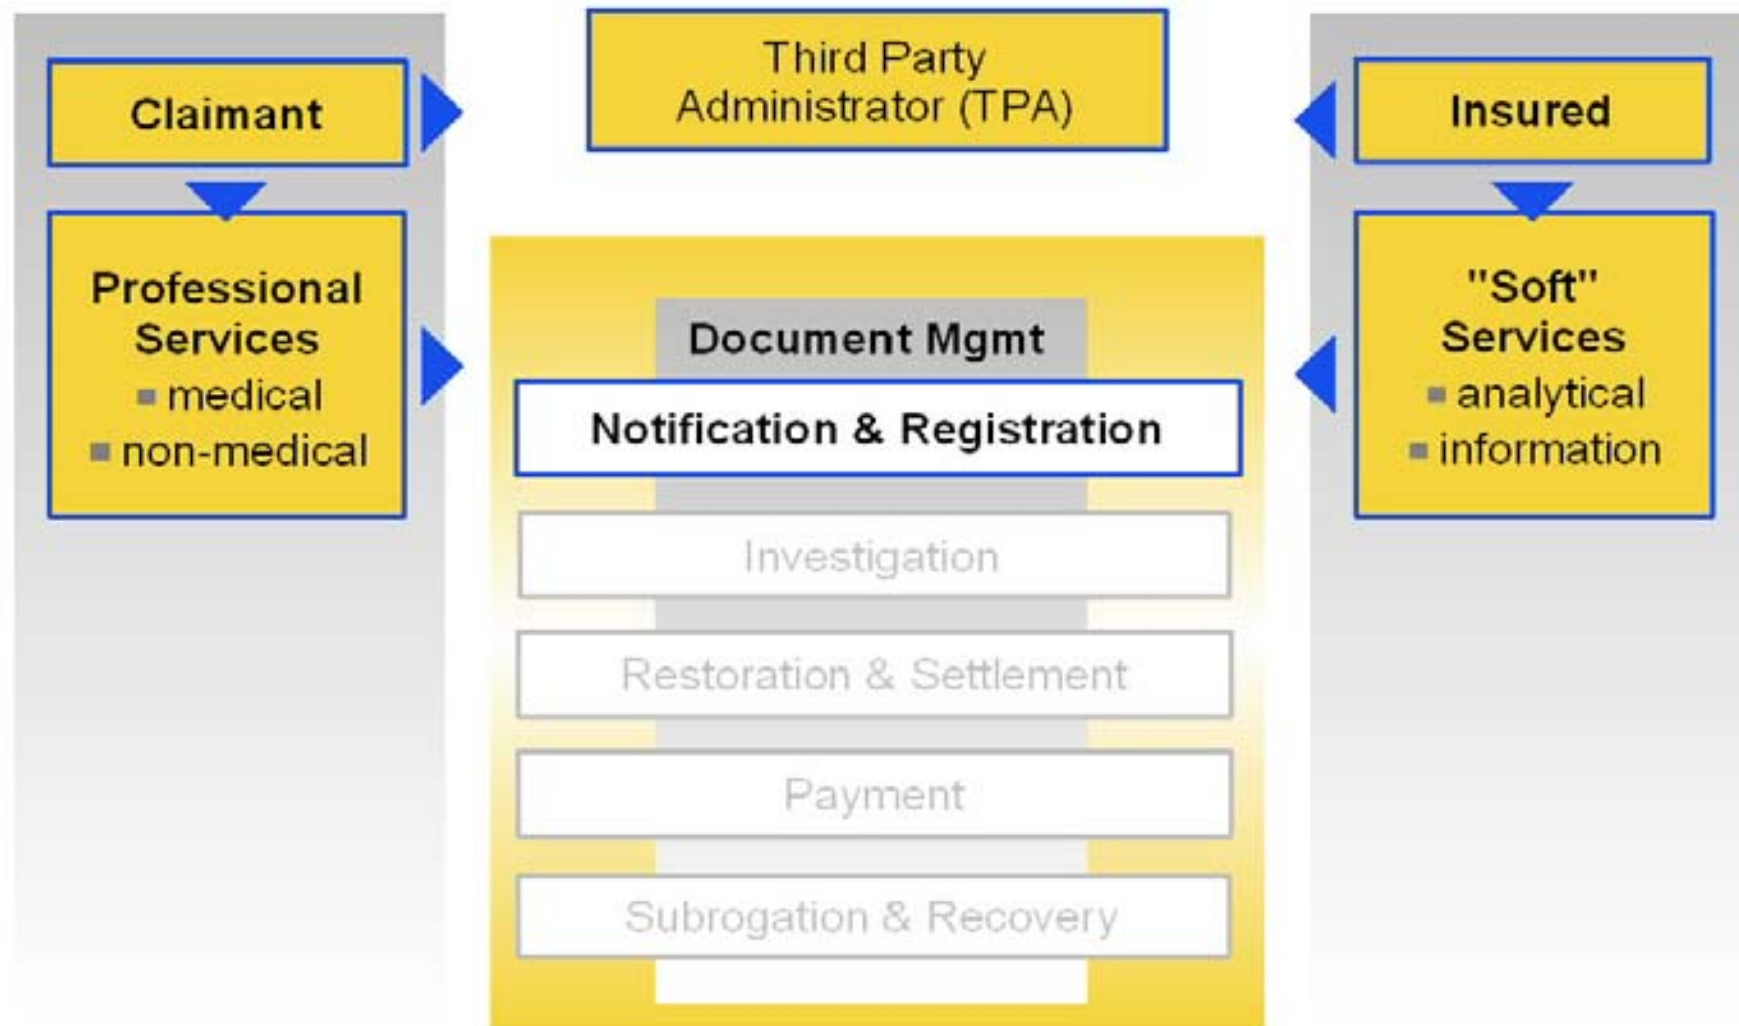 Claimant
Third Party
Administrator (TPA)
Insured
Professional
Services
medical
non-medical
Document Mgmt
Notification & Registration
Investigation
Restoration & Settlement
Payment
Subrogation & Recovery
"Soft"
Services
analytical
information